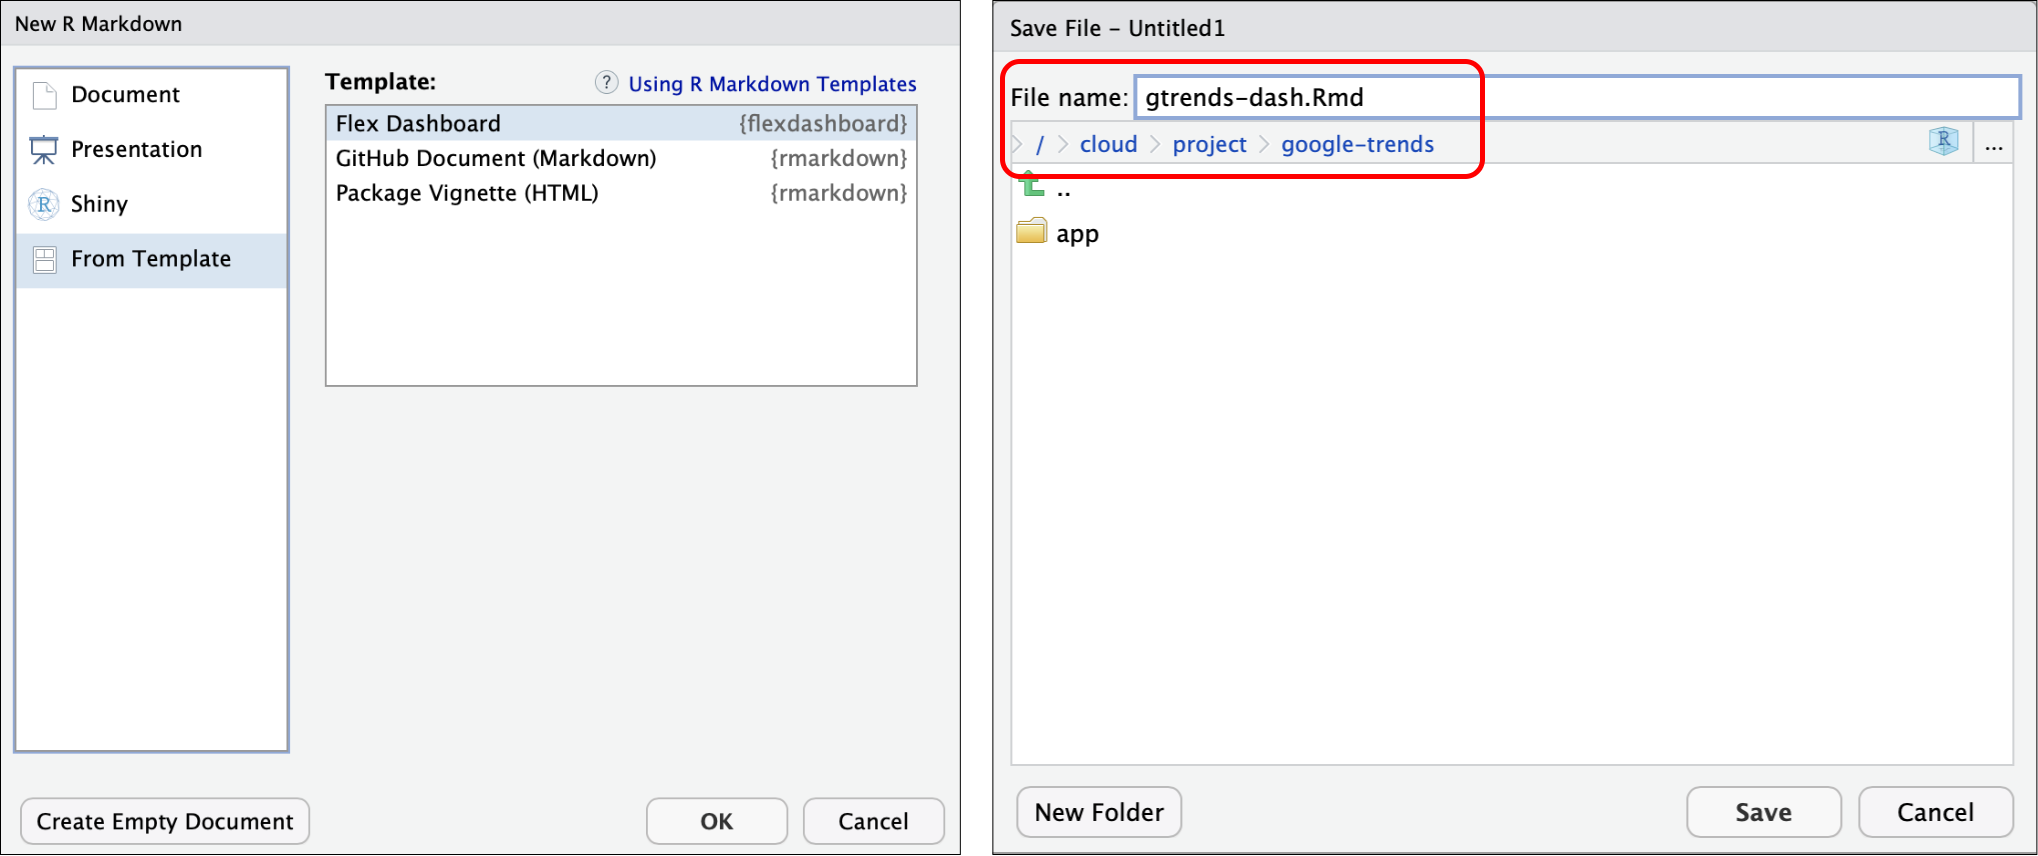 New R Markdown
Document
Presentation
R Shiny
From Template
Template:
? Using R Markdown Templates
Flex Dashboard {flexdashboard}
GitHub Document (Markdown) {rmarkdown}
Package Vignette (HTML) {rmarkdown}
Create Empty Document
OK
Cancel
Save File - Untitled1
File name: gtrends-dash.Rmd
/ cloud project google-trends R ...
..
app
New Folder
Save
Cancel